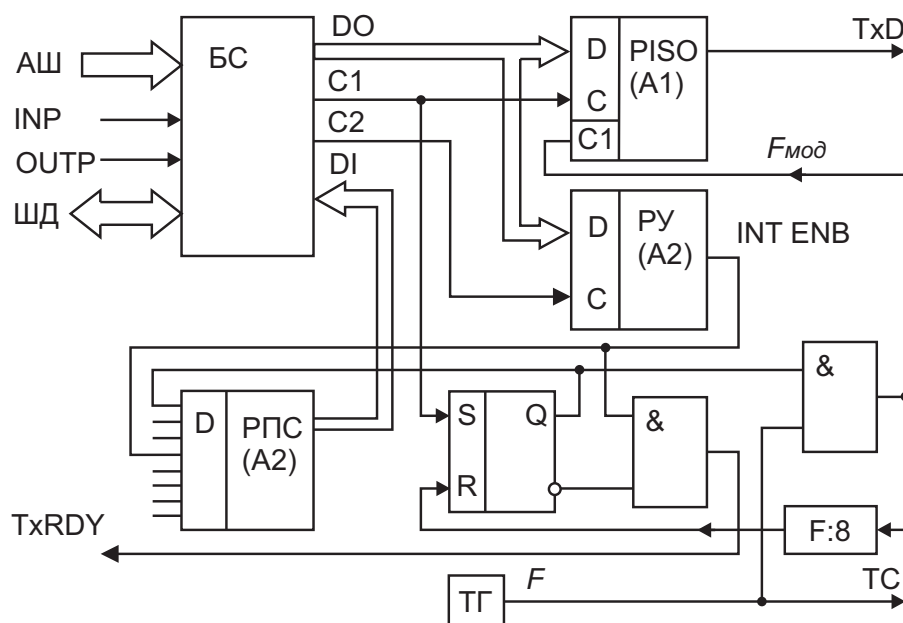 DO
TxD
АШ
БС
D
PISO
(A1)
C1
C
INP
C2
C1
OUTP
Fмод
DI
ШД
D
РУ
(A2)
INT ENB
C
&
D
РПС
(A2)
S
Q
&
R
TxRDY
F:8
F
TC
ТГ